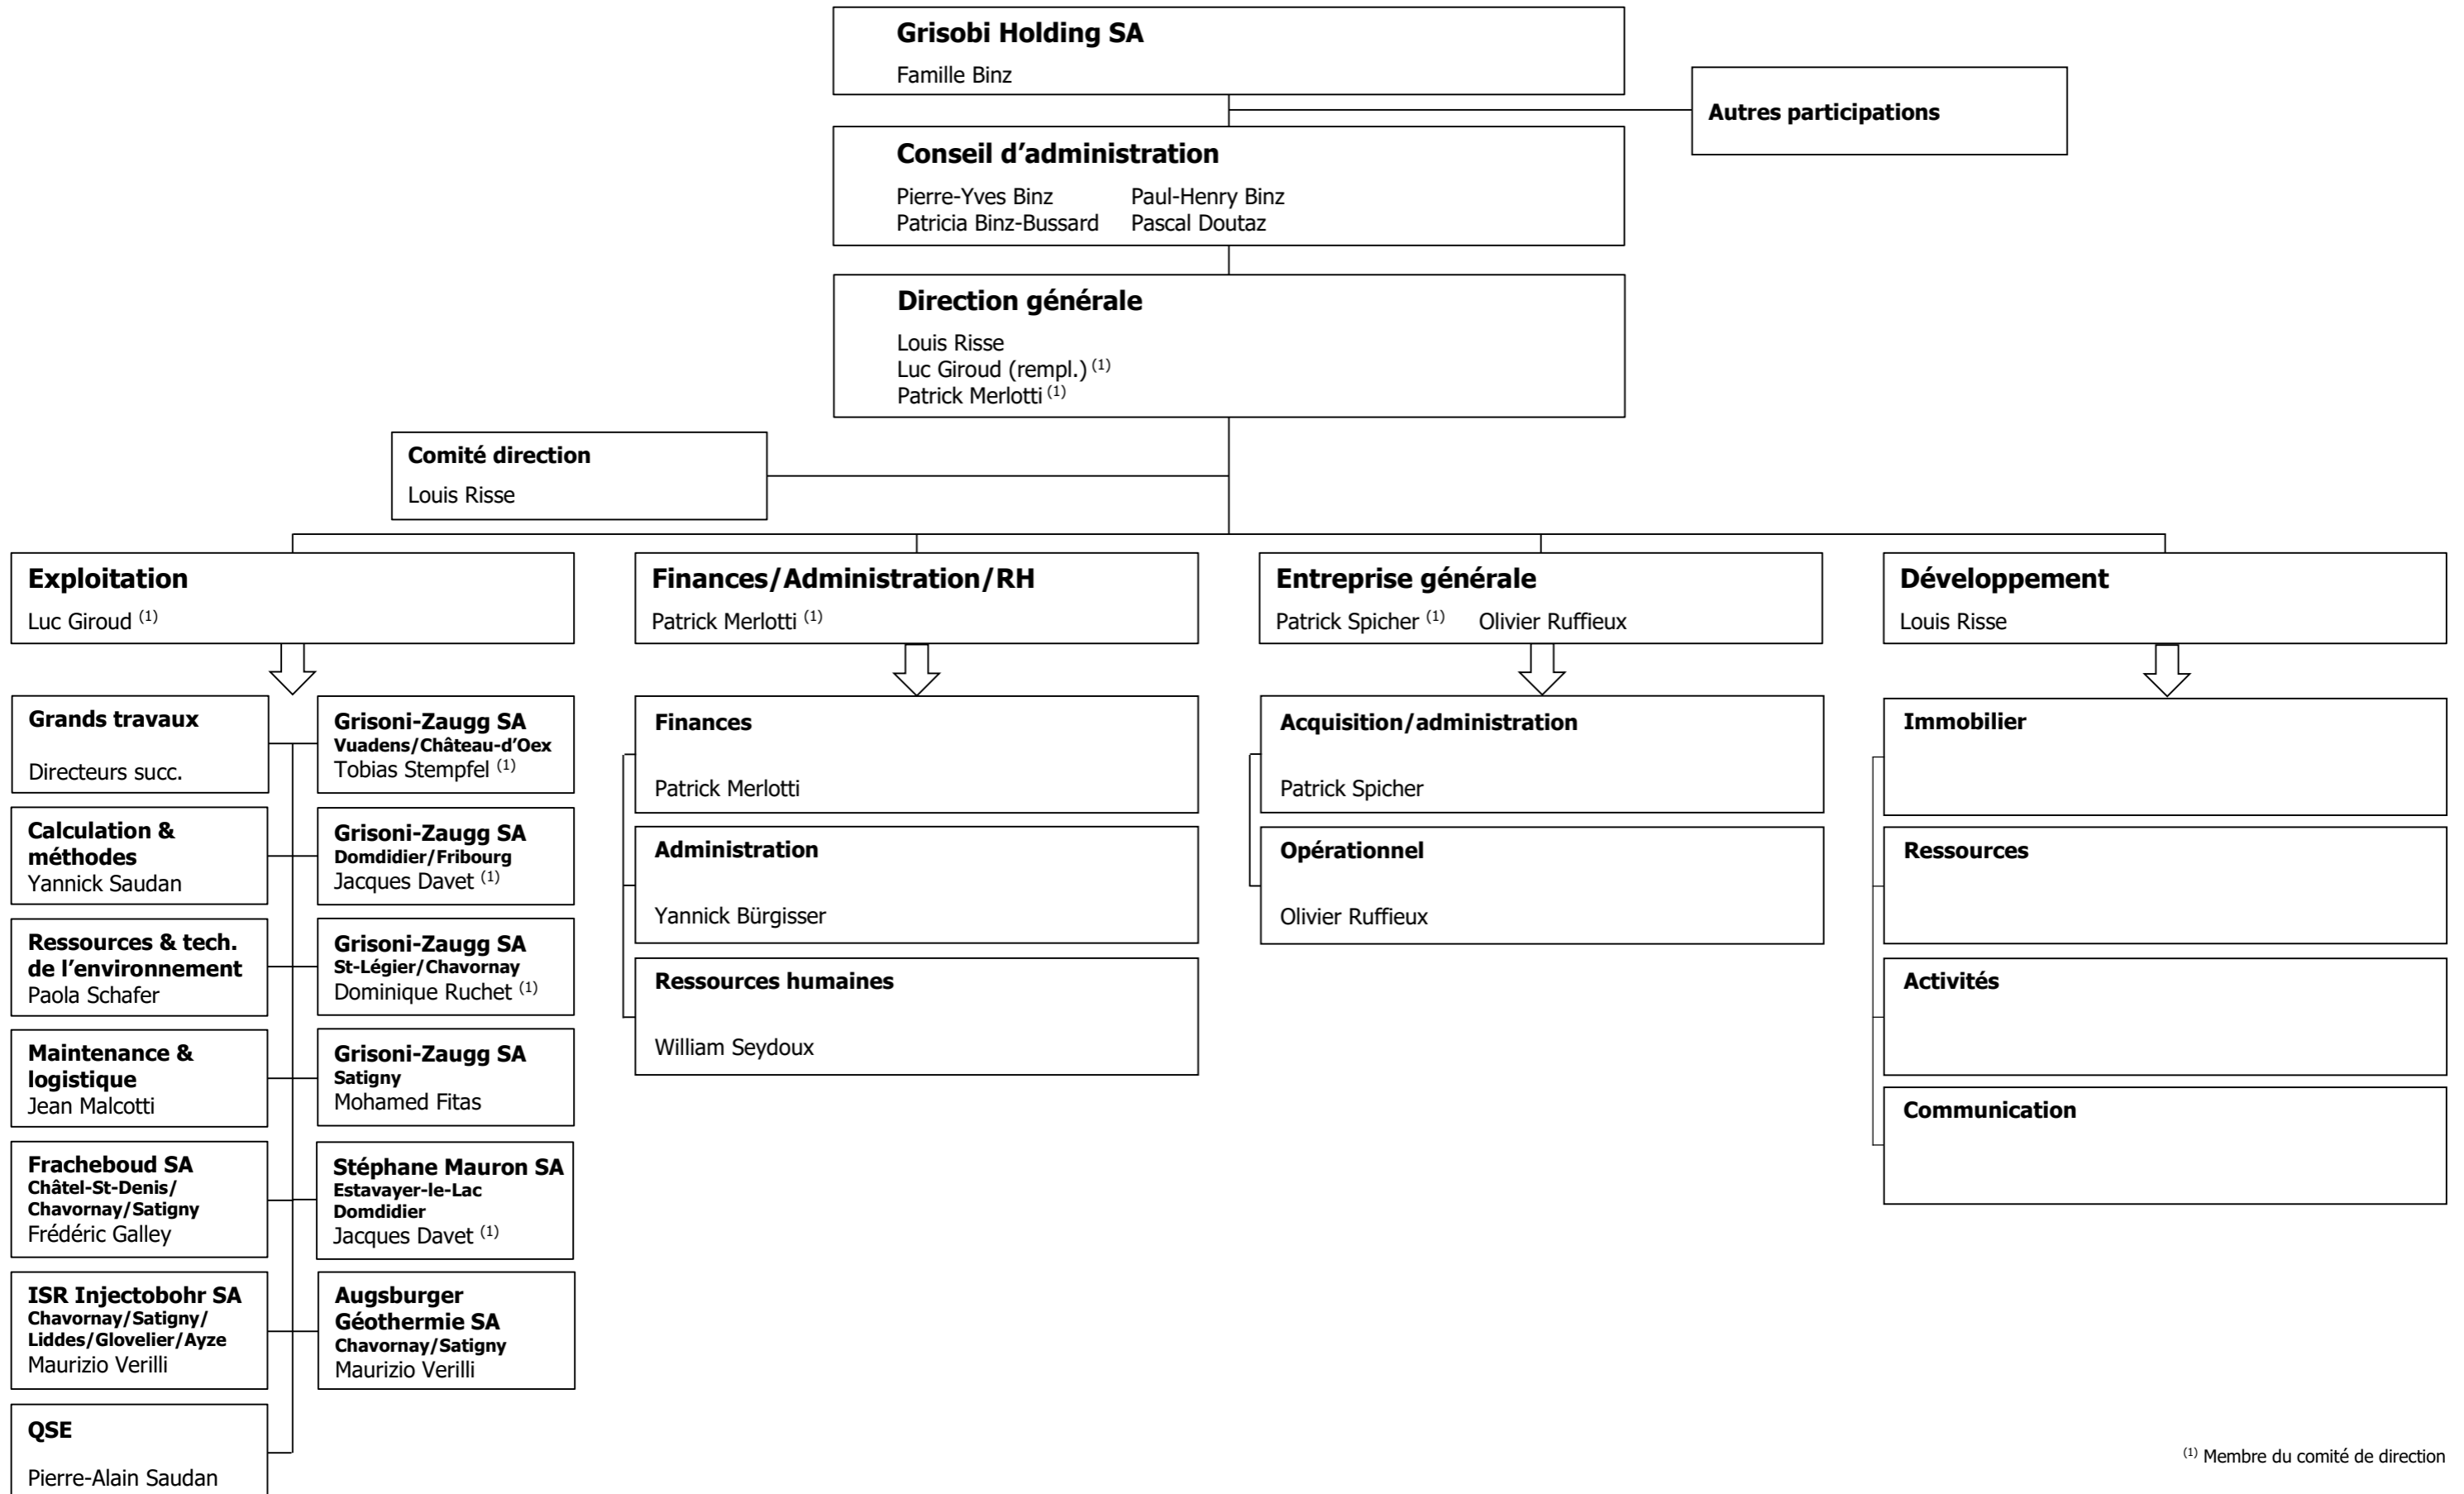 Grisobi Holding SA
Famille Binz
Autres participations
Conseil d’administration
Pierre-Yves Binz Paul-Henry Binz
Patricia Binz-Bussard Pascal Doutaz
Direction générale
Louis Risse
Luc Giroud (rempl.) (1)
Patrick Merlotti (1)
Comité direction
Louis Risse
Exploitation
Luc Giroud (1)
Finances/Administration/RH
Patrick Merlotti (1)
Entreprise générale
Patrick Spicher (1) Olivier Ruffieux
Développement
Louis Risse
Grands travaux
Directeurs succ.
Grisoni-Zaugg SA
Vuadens/Château-d’Oex
Tobias Stempfel (1)
Calculation &
méthodes
Yannick Saudan
Grisoni-Zaugg SA
Domdidier/Fribourg
Jacques Davet (1)
Ressources & tech.
de l’environnement
Paola Schafer
Grisoni-Zaugg SA
St-Légier/Chavornay
Dominique Ruchet (1)
Maintenance &
logistique
Jean Malcotti
Grisoni-Zaugg SA
Satigny
Mohamed Fitas
Fracheboud SA
Châtel-St-Denis/
Chavornay/Satigny
Frédéric Galley
Stéphane Mauron SA
Estavayer-le-Lac
Domdidier
Jacques Davet (1)
ISR Injectobohr SA
Chavornay/Satigny/
Liddes/Glovelier/Ayze
Maurizio Verilli
Augsburger
Géothermie SA
Chavornay/Satigny
Maurizio Verilli
QSE
Pierre-Alain Saudan
Finances
Patrick Merlotti
Administration
Yannick Bürgisser
Ressources humaines
William Seydoux
Acquisition/administration
Patrick Spicher
Opérationnel
Olivier Ruffieux
Immobilier
Ressources
Activités
Communication
(1) Membre du comité de direction